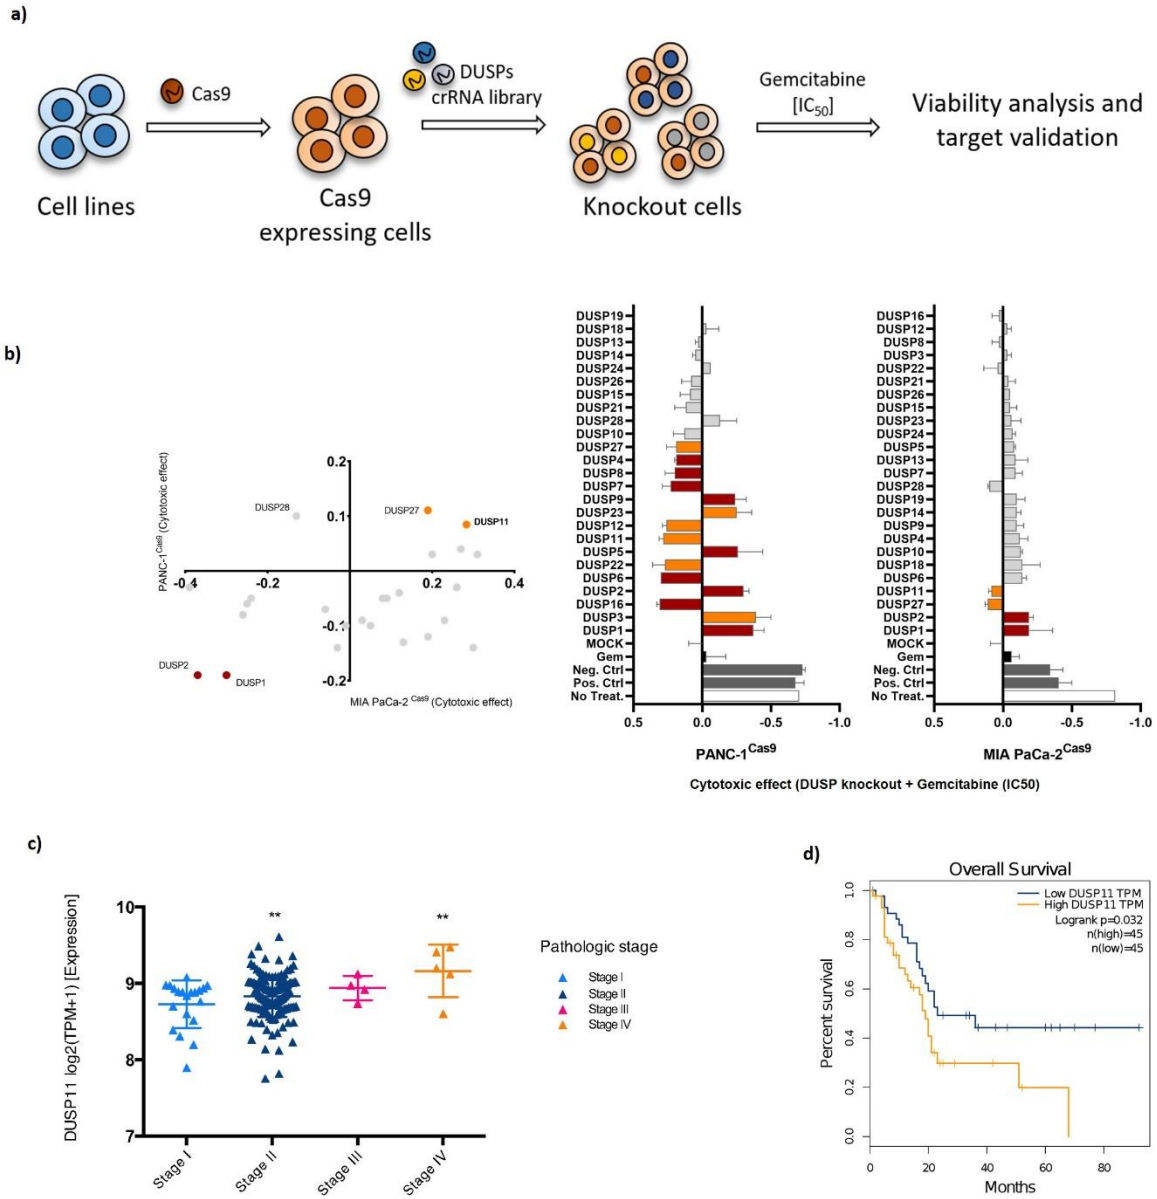 a)
Cas9
DUSPs
crRNA library
Gemcitabine
[IC50]
Viability analysis and
target validation
Cell lines
Cas9
expressing cells
Knockout cells
b)
PANC-1Cas9 (Cytotoxic effect)
0.2
0.1
-0.1
-0.2
-0.4
-0.2
0.2
0.4
DUSP28
DUSP27
DUSP11
DUSP2
DUSP1
MIA PaCa-2 Cas9 (Cytotoxic effect)
DUSP19
DUSP18
DUSP13
DUSP14
DUSP24
DUSP26
DUSP15
DUSP21
DUSP28
DUSP10
DUSP27
DUSP4
DUSP8
DUSP7
DUSP9
DUSP23
DUSP12
DUSP11
DUSP5
DUSP22
DUSP6
DUSP2
DUSP16
DUSP3
DUSP1
MOCK
Gem
Neg. Ctrl
Pos. Ctrl
No Treat.
0.5
0.0
-0.5
-1.0
PANC-1Cas9
DUSP16
DUSP12
DUSP8
DUSP3
DUSP22
DUSP21
DUSP26
DUSP15
DUSP23
DUSP24
DUSP5
DUSP13
DUSP7
DUSP28
DUSP19
DUSP14
DUSP9
DUSP4
DUSP10
DUSP18
DUSP6
DUSP11
DUSP27
DUSP2
DUSP1
MOCK
Gem
Neg. Ctrl
Pos. Ctrl
No Treat.
0.5
0.0
-0.5
-1.0
MIA PaCa-2Cas9
Cytotoxic effect (DUSP knockout + Gemcitabine (IC50)
c)
DUSP11 log2(TPM+1) [Expression]
10
9
8
7
**
**
Stage I
Stage II
Stage III
Stage IV
Pathologic stage
Stage I
Stage II
Stage III
Stage IV
d)
Overall Survival
Low DUSP11 TPM
High DUSP11 TPM
Logrank p=0.032
n(high)=45
n(low)=45
Percent survival
1.0
0.8
0.6
0.4
0.2
0.0
0
20
40
60
80
Months